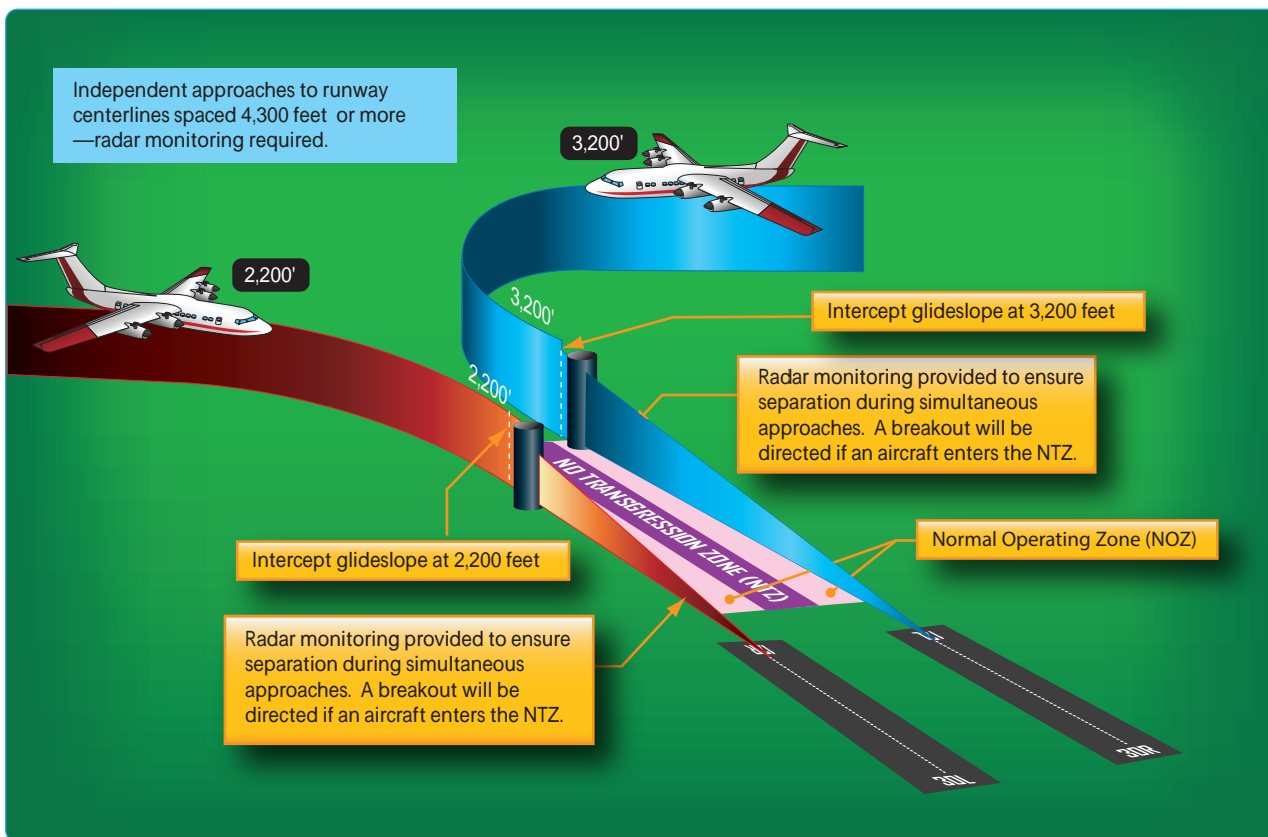 Independent approaches to runway
centerlines spaced 4,300 feet or more
—radar monitoring required.
3,200'
2,200'
3,200'
Intercept glideslope at 3,200 feet
2,200'
Radar monitoring provided to ensure
separation during simultaneous
approaches. A breakout will be
directed if an aircraft enters the NTZ.
NO TRANSGRESSION ZONE (NTZ)
Normal Operating Zone (NOZ)
Intercept glideslope at 2,200 feet
Radar monitoring provided to ensure
separation during simultaneous
approaches. A breakout will be
directed if an aircraft enters the NTZ.
30L
30R